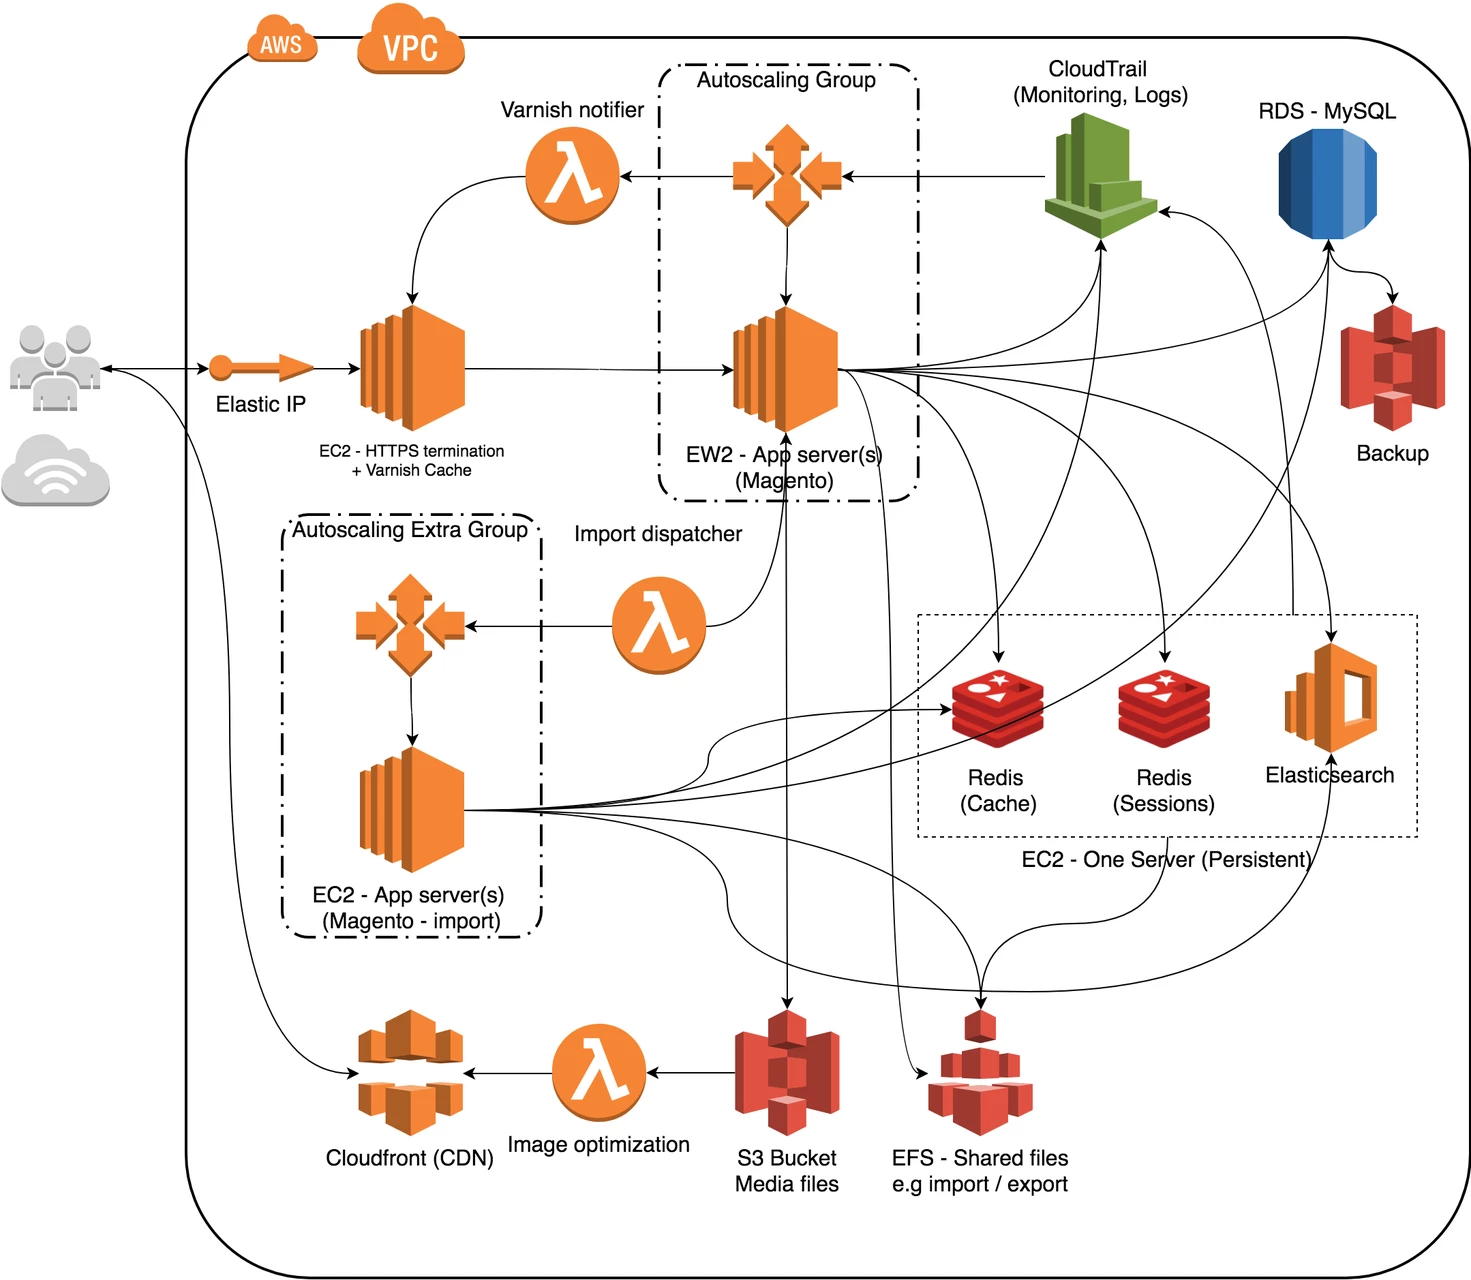 AWS
VPC
Autoscaling Group
CloudTrail
(Monitoring, Logs)
RDS - MySQL
Varnish notifier
λ
Elastic IP
EC2 - HTTPS termination
+ Varnish Cache
EW2 - App server(s)
(Magento)
Backup
Autoscaling Extra Group
Import dispatcher
λ
Redis
(Cache)
Redis
(Sessions)
Elasticsearch
EC2 - One Server (Persistent)
EC2 - App server(s)
(Magento - import)
λ
Cloudfront (CDN)
Image optimization
S3 Bucket
Media files
EFS - Shared files
e.g import / export